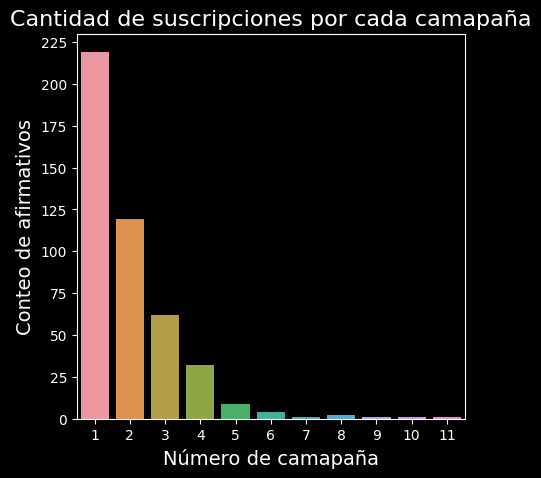 Cantidad de suscripciones por cada camapaña
225
200
175
150
125
100
75
50
25
0
Conteo de afirmativos
1 2 3 4 5 6 7 8 9 10 11
Número de camapaña